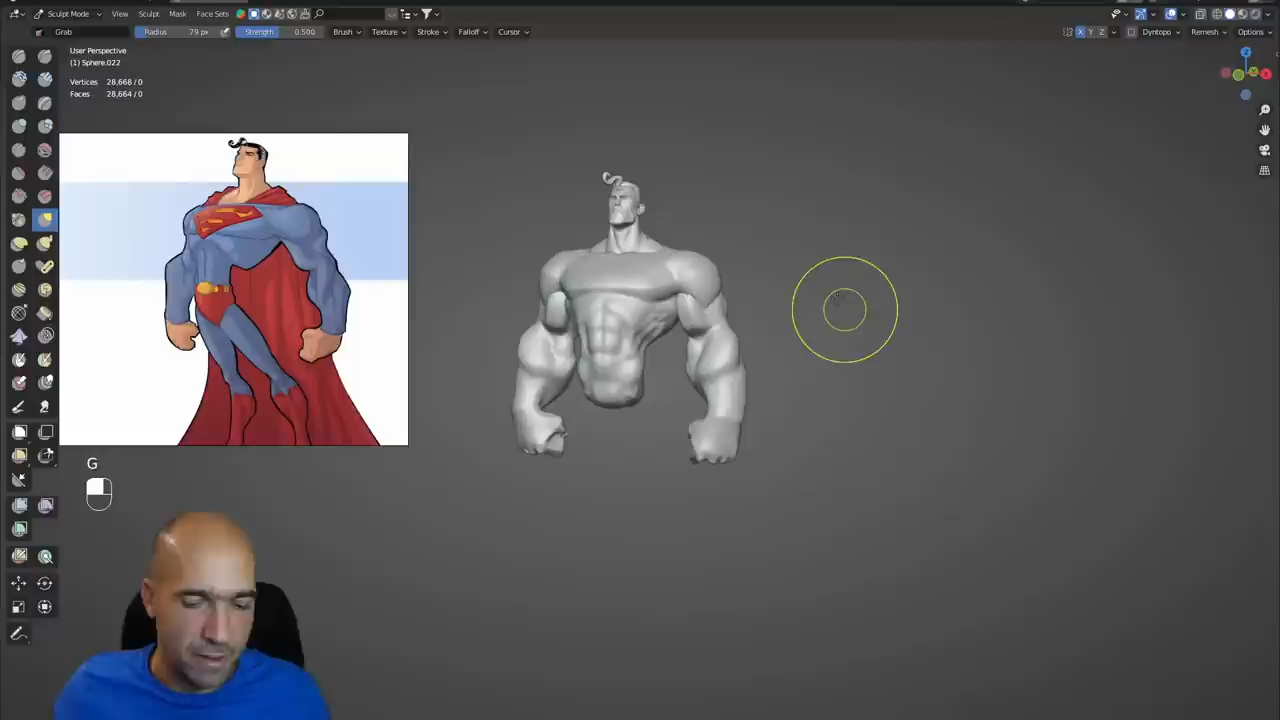 Sculpt Mode View Sculpt Mask Face Sets
Grab Radius 79 px Strength 0.500 Brush Texture Stroke Falloff Cursor X Y Z Dyntopo Remesh Options
User Perspective
(1) Sphere.022
Vertices 28,668 / 0
Faces 28,664 / 0
Z
X
G